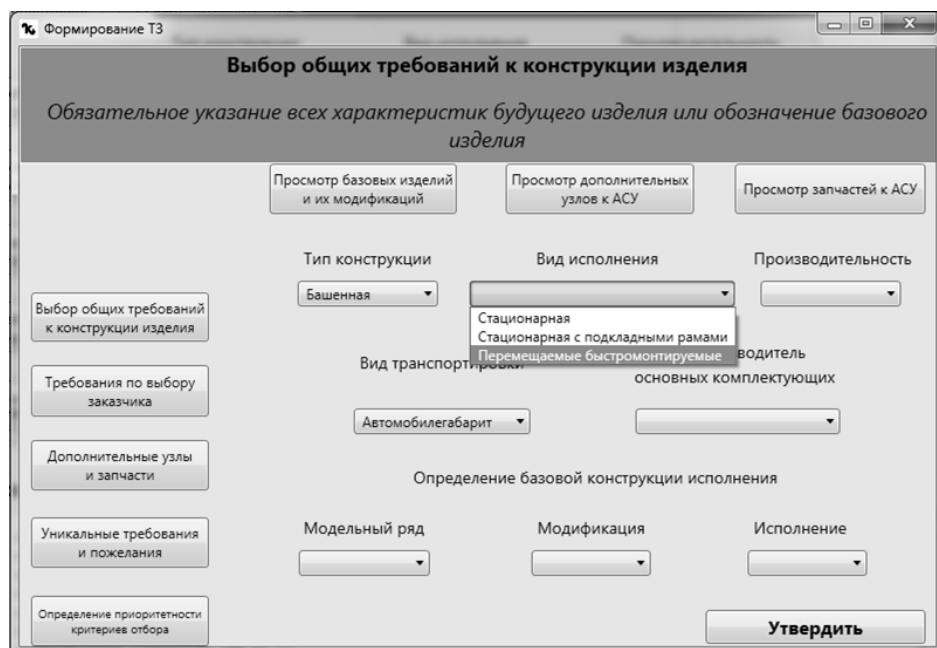 Формирование ТЗ
Выбор общих требований к конструкции изделия
Обязательное указание всех характеристик будущего изделия или обозначение базового
изделия
Просмотр базовых изделий
и их модификаций
Просмотр дополнительных
узлов к АСУ
Просмотр запчастей к АСУ
Тип конструкции
Вид исполнения
Производительность
Башенная
Стационарная
Стационарная с подкладными рамами
Перемещаемые быстромонтируемые
Выбор общих требований
к конструкции изделия
Вид транспортировки
водитель
основных комплектующих
Требования по выбору
заказчика
Автомобилегабарит
Дополнительные узлы
и запчасти
Определение базовой конструкции исполнения
Уникальные требования
и пожелания
Модельный ряд
Модификация
Исполнение
Определение приоритетности
критериев отбора
Утвердить